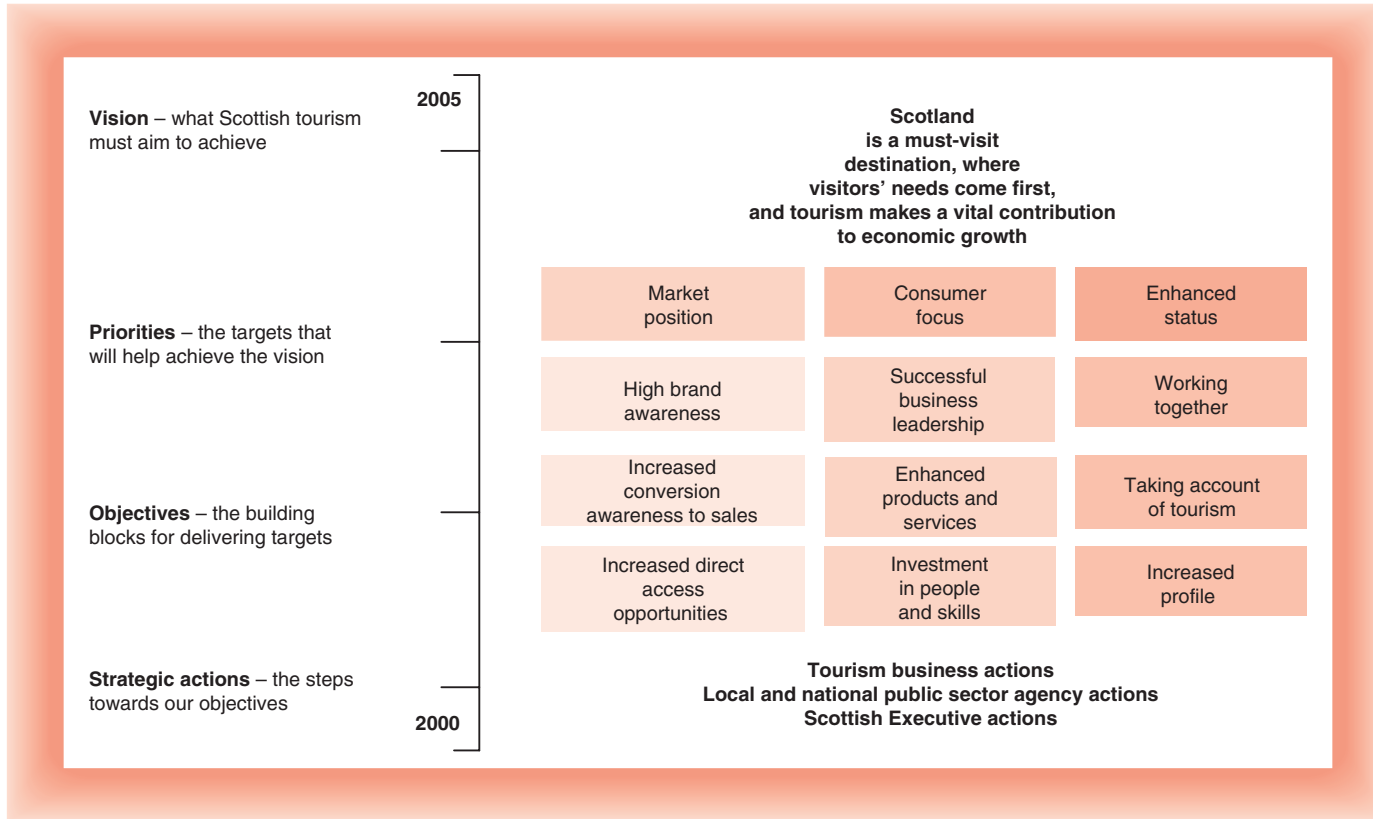 2005
Vision – what Scottish tourism
must aim to achieve
Scotland
is a must-visit
destination, where
visitors’ needs come first,
and tourism makes a vital contribution
to economic growth
Priorities – the targets that
will help achieve the vision
Market
position
Consumer
focus
Enhanced
status
High brand
awareness
Successful
business
leadership
Working
together
Objectives – the building
blocks for delivering targets
Increased
conversion
awareness to sales
Enhanced
products and
services
Taking account
of tourism
Increased direct
access
opportunities
Investment
in people
and skills
Increased
profile
Strategic actions – the steps
towards our objectives
2000
Tourism business actions
Local and national public sector agency actions
Scottish Executive actions